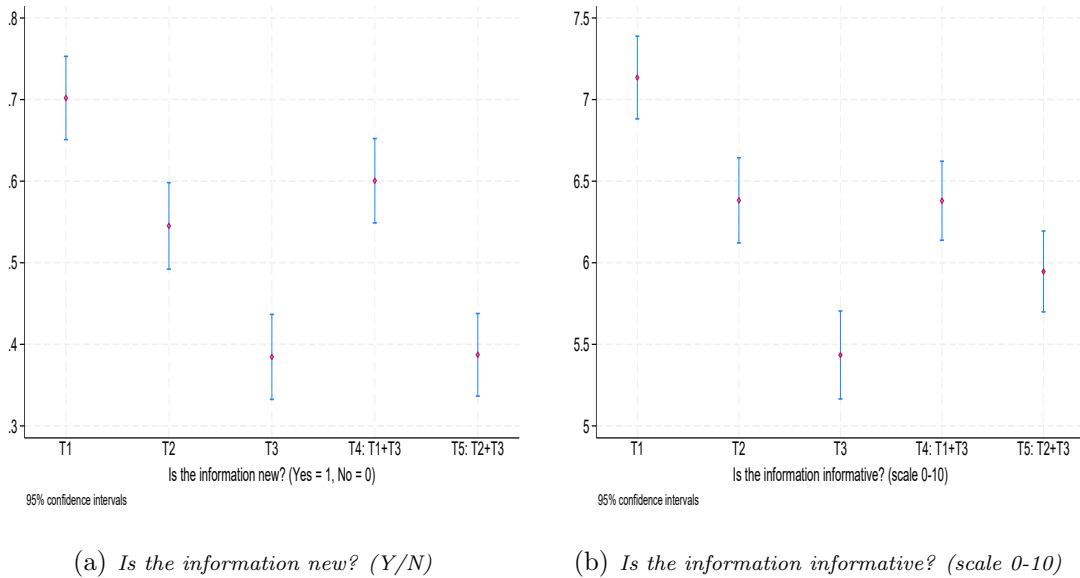 .8
.7
.6
.5
.4
.3
T1 T2 T3 T4: T1+T3 T5: T2+T3
Is the information new? (Yes = 1, No = 0)
95% confidence intervals
7.5
7
6.5
6
5.5
5
T1 T2 T3 T4: T1+T3 T5: T2+T3
Is the information informative? (scale 0-10)
95% confidence intervals
(a) Is the information new? (Y/N)
(b) Is the information informative? (scale 0-10)